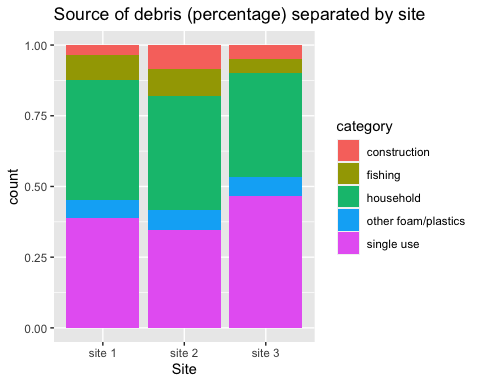 Source of debris (percentage) separated by site
count
1.00
0.75
0.50
0.25
0.00
site 1
site 2
site 3
Site
category
construction
fishing
household
other foam/plastics
single use